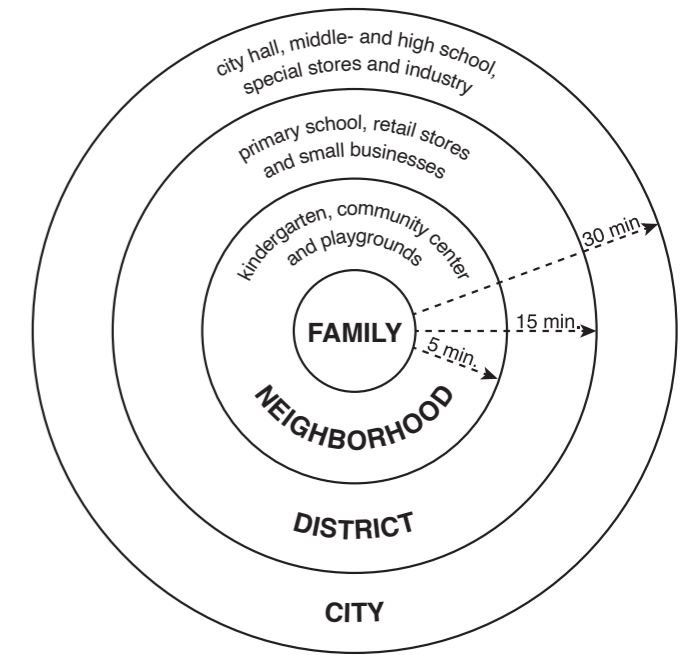 city hall, middle- and high school,
special stores and industry
primary school, retail stores
and small businesses
kindergarten, community center
and playgrounds
30 min.
15 min.
FAMILY
5 min.
NEIGHBORHOOD
DISTRICT
CITY